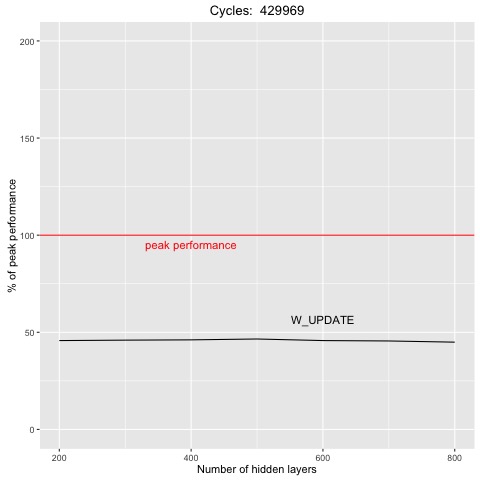 Cycles:  429969
200
150
100
50
0
% of peak performance
peak performance
W_UPDATE
200
400
600
800
Number of hidden layers